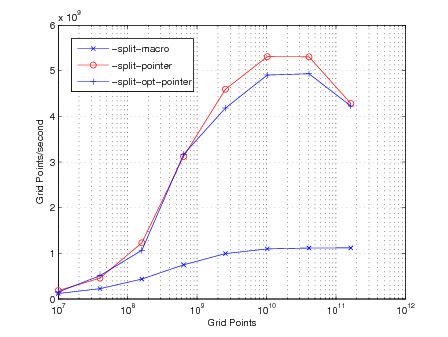 x 10^9
6
5
4
3
2
1
0
Grid Points/second
-split-macro
-split-pointer
-split-opt-pointer
10^7 10^8 10^9 10^10 10^11 10^12
Grid Points